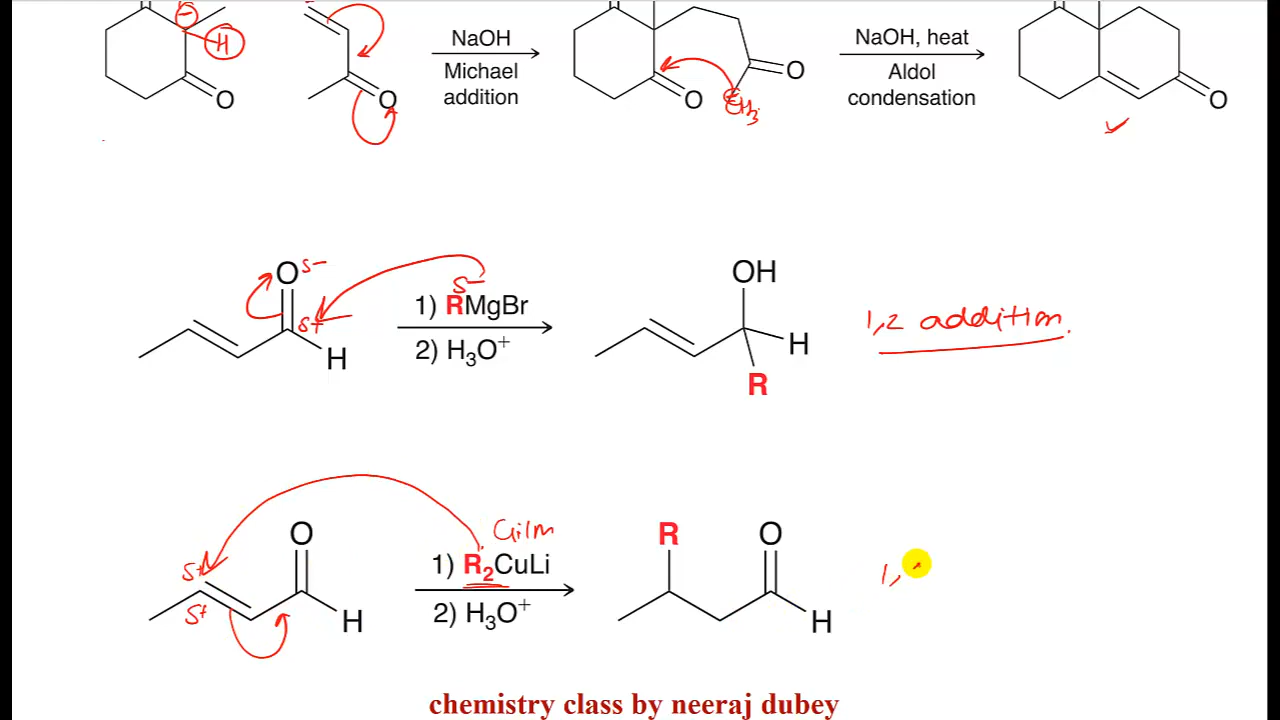 H
NaOH
Michael
addition
O
O
O
O
CH3
NaOH, heat
Aldol
condensation
O
O δ-
δ+
H
δ-
1) RMgBr
2) H3O+
OH
H
R
1,2 addition.
δ+
δ+
O
H
Gilm
1) R2CuLi
2) H3O+
R
O
H
1,
chemistry class by neeraj dubey